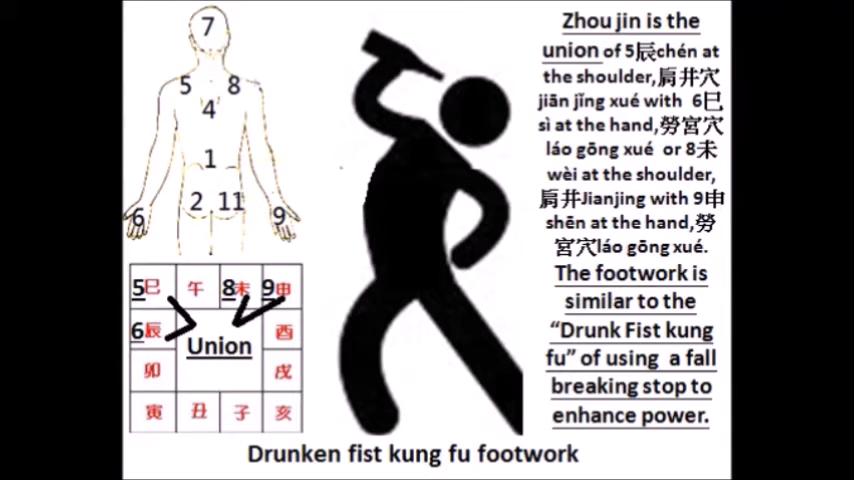 7
5 8
4
1
2 11
6 9
5巳 午 8未 9申
6辰 酉
Union
卯 戌
寅 丑 子 亥
Zhou jin is the
union of 5辰chén at
the shoulder,肩井穴
jiān jǐng xué with 6巳
sì at the hand,勞宮穴
láo gōng xué or 8未
wèi at the shoulder,
肩井Jianjing with 9申
shēn at the hand,勞
宮穴láo gōng xué.
The footwork is
similar to the
“Drunk Fist kung
fu” of using a fall
breaking stop to
enhance power.
Drunken fist kung fu footwork